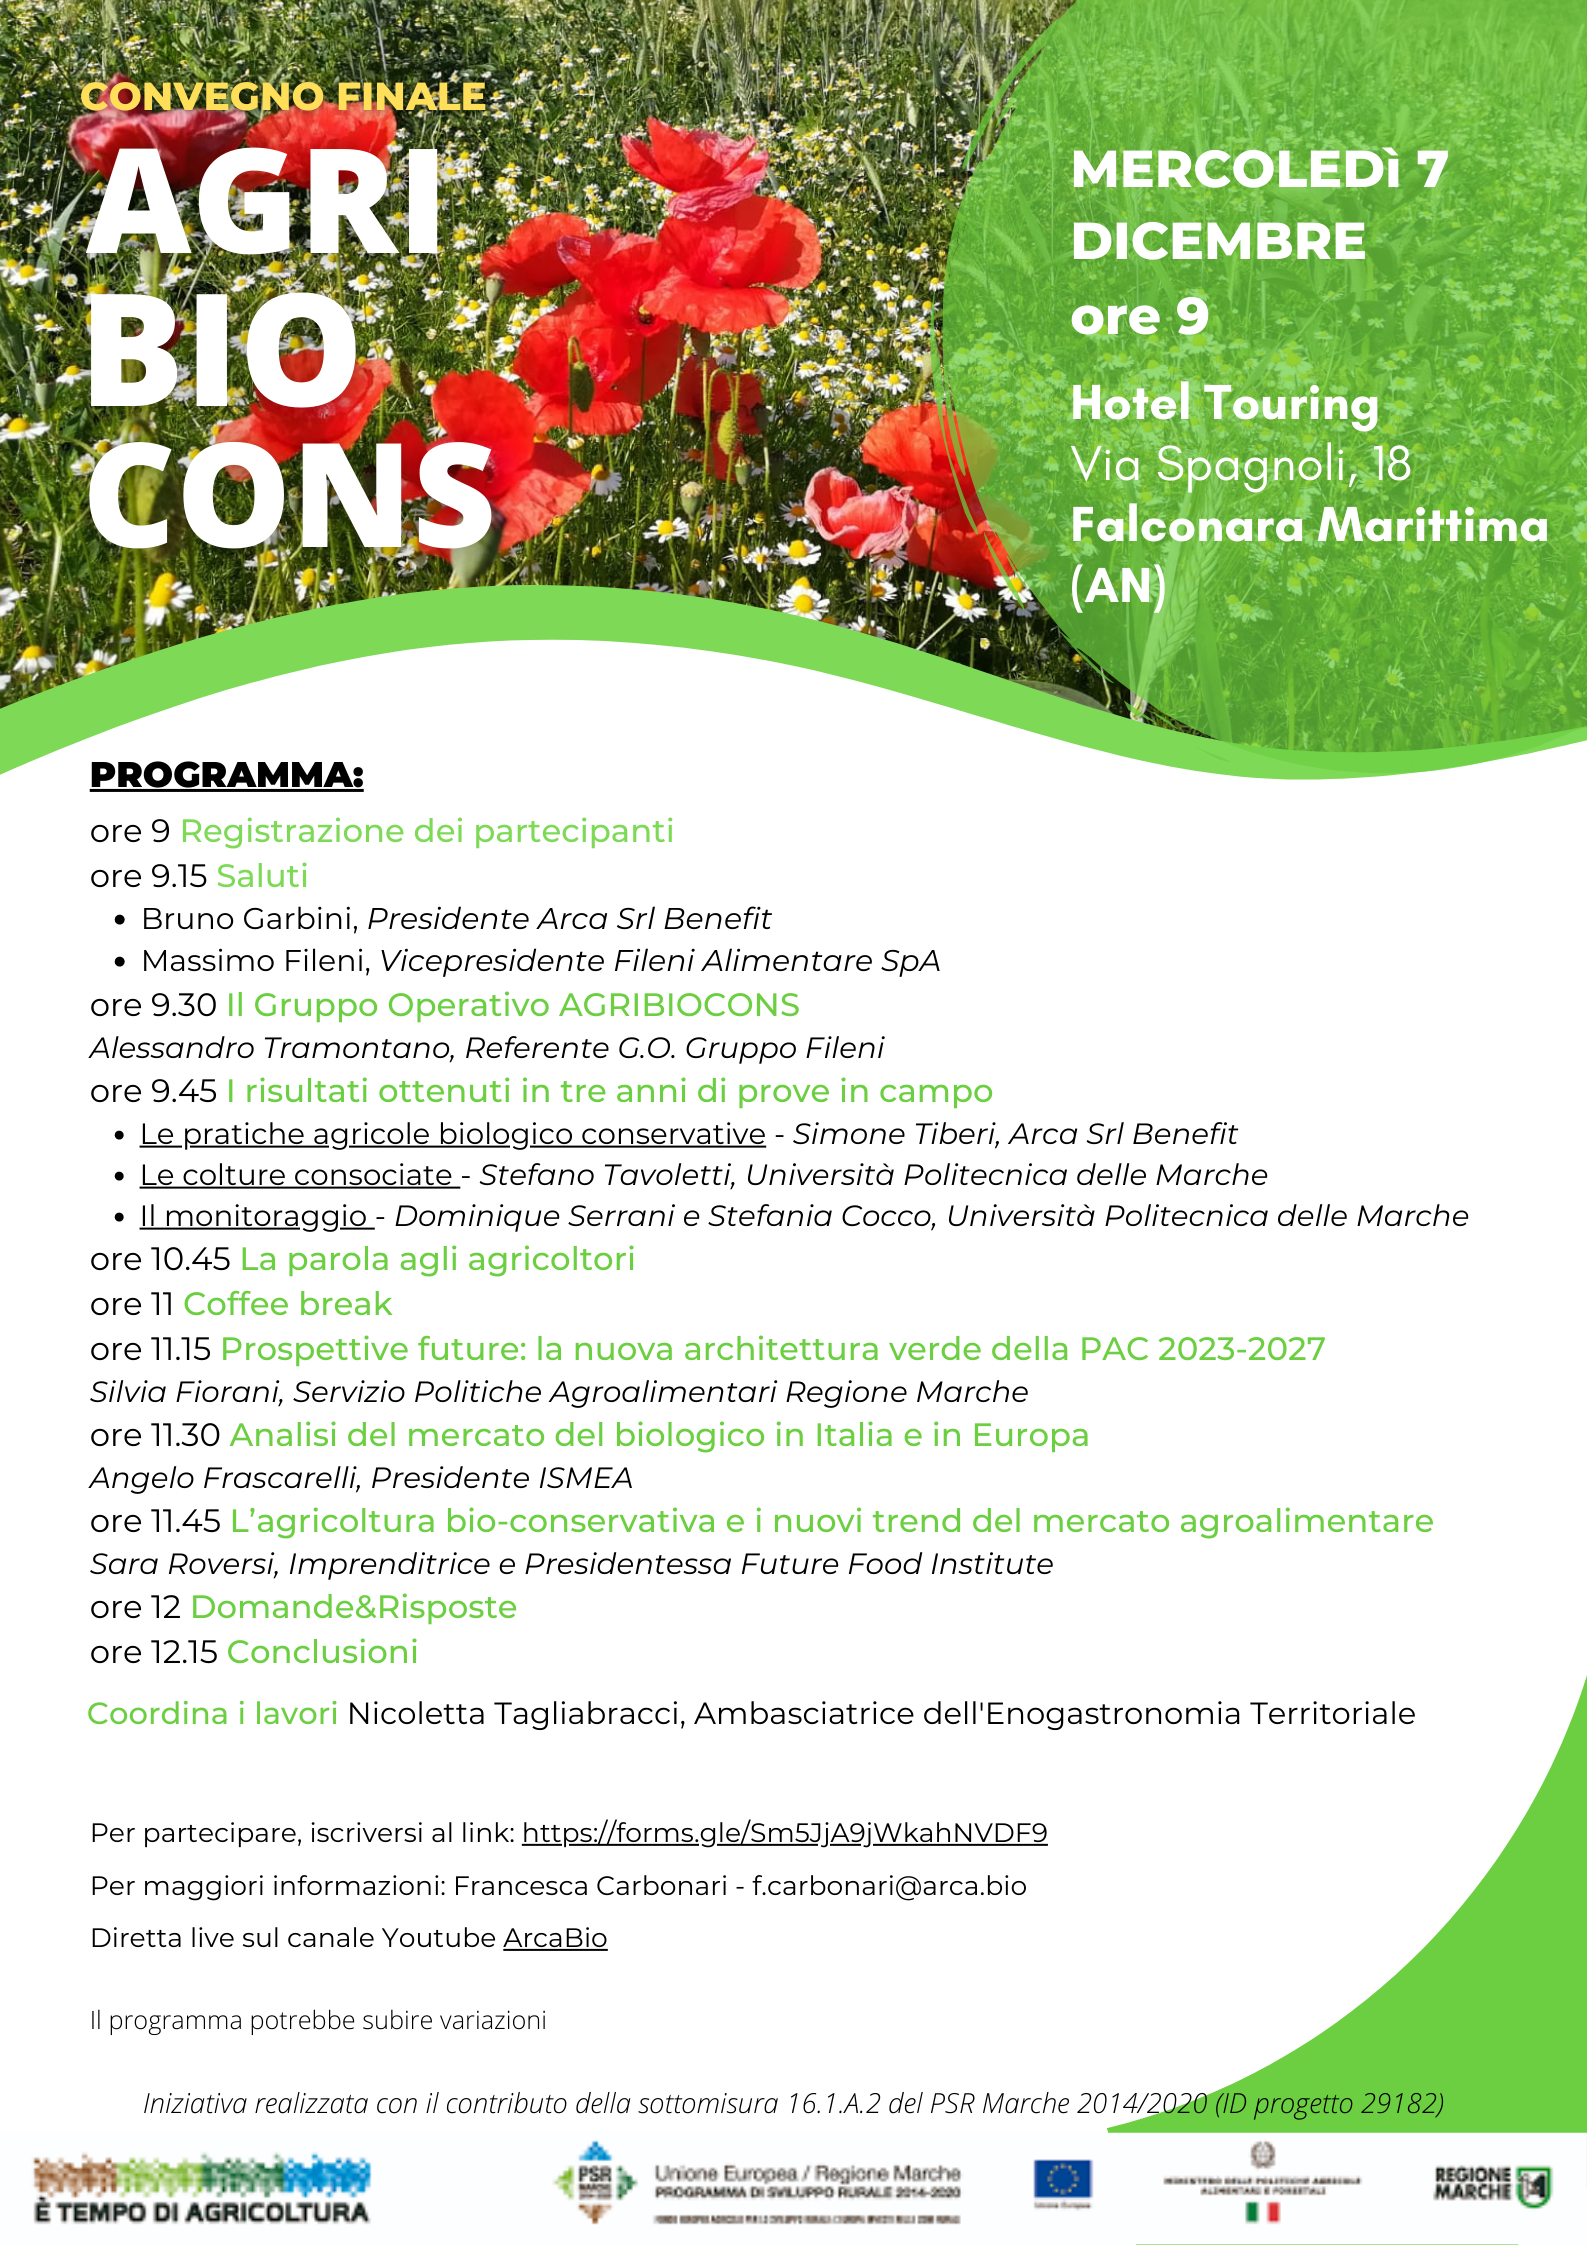 CONVEGNO FINALE
AGRI
BIO
CONS
MERCOLEDì 7
DICEMBRE
ore 9
Hotel Touring
Via Spagnoli, 18
Falconara Marittima
(AN)
PROGRAMMA:
ore 9 Registrazione dei partecipanti
ore 9.15 Saluti
• Bruno Garbini, Presidente Arca Srl Benefit
• Massimo Fileni, Vicepresidente Fileni Alimentare SpA
ore 9.30 Il Gruppo Operativo AGRIBIOCONS
Alessandro Tramontano, Referente G.O. Gruppo Fileni
ore 9.45 I risultati ottenuti in tre anni di prove in campo
• Le pratiche agricole biologico conservative - Simone Tiberi, Arca Srl Benefit
• Le colture consociate - Stefano Tavoletti, Università Politecnica delle Marche
• Il monitoraggio - Dominique Serrani e Stefania Cocco, Università Politecnica delle Marche
ore 10.45 La parola agli agricoltori
ore 11 Coffee break
ore 11.15 Prospettive future: la nuova architettura verde della PAC 2023-2027
Silvia Fiorani, Servizio Politiche Agroalimentari Regione Marche
ore 11.30 Analisi del mercato del biologico in Italia e in Europa
Angelo Frascarelli, Presidente ISMEA
ore 11.45 L’agricoltura bio-conservativa e i nuovi trend del mercato agroalimentare
Sara Roversi, Imprenditrice e Presidentessa Future Food Institute
ore 12 Domande&Risposte
ore 12.15 Conclusioni
Coordina i lavori Nicoletta Tagliabracci, Ambasciatrice dell'Enogastronomia Territoriale
Per partecipare, iscriversi al link: https://forms.gle/Sm5JjA9jWkahNVDF9
Per maggiori informazioni: Francesca Carbonari - f.carbonari@arca.bio
Diretta live sul canale Youtube ArcaBio
Il programma potrebbe subire variazioni
Iniziativa realizzata con il contributo della sottomisura 16.1.A.2 del PSR Marche 2014/2020 (ID progetto 29182)
È TEMPO DI AGRICOLTURA
PSR
MARCHE
Unione Europea / Regione Marche
PROGRAMMA DI SVILUPPO RURALE 2014-2020
Unione Europea
MINISTERO DELLE POLITICHE AGRICOLE
ALIMENTARI E FORESTALI
REGIONE
MARCHE